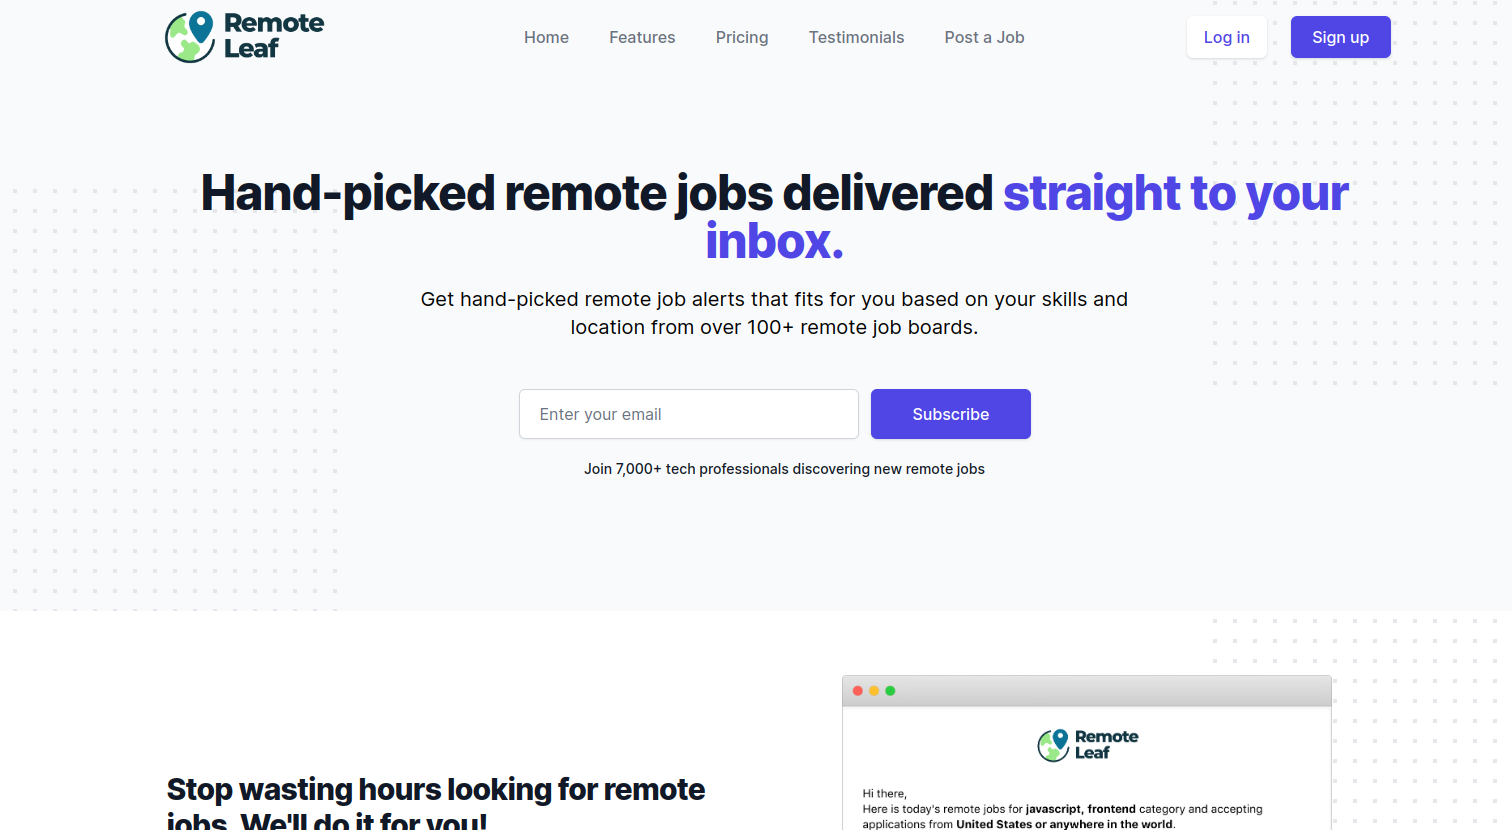 Remote
Leaf
Home Features Pricing Testimonials Post a Job Log in Sign up
Hand-picked remote jobs delivered straight to your
inbox.
Get hand-picked remote job alerts that fits for you based on your skills and
location from over 100+ remote job boards.
Enter your email Subscribe
Join 7,000+ tech professionals discovering new remote jobs
Remote
Leaf
Stop wasting hours looking for remote
jobs. We'll do it for you!
Hi there,
Here is today's remote jobs for javascript, frontend category and accepting
applications from United States or anywhere in the world.